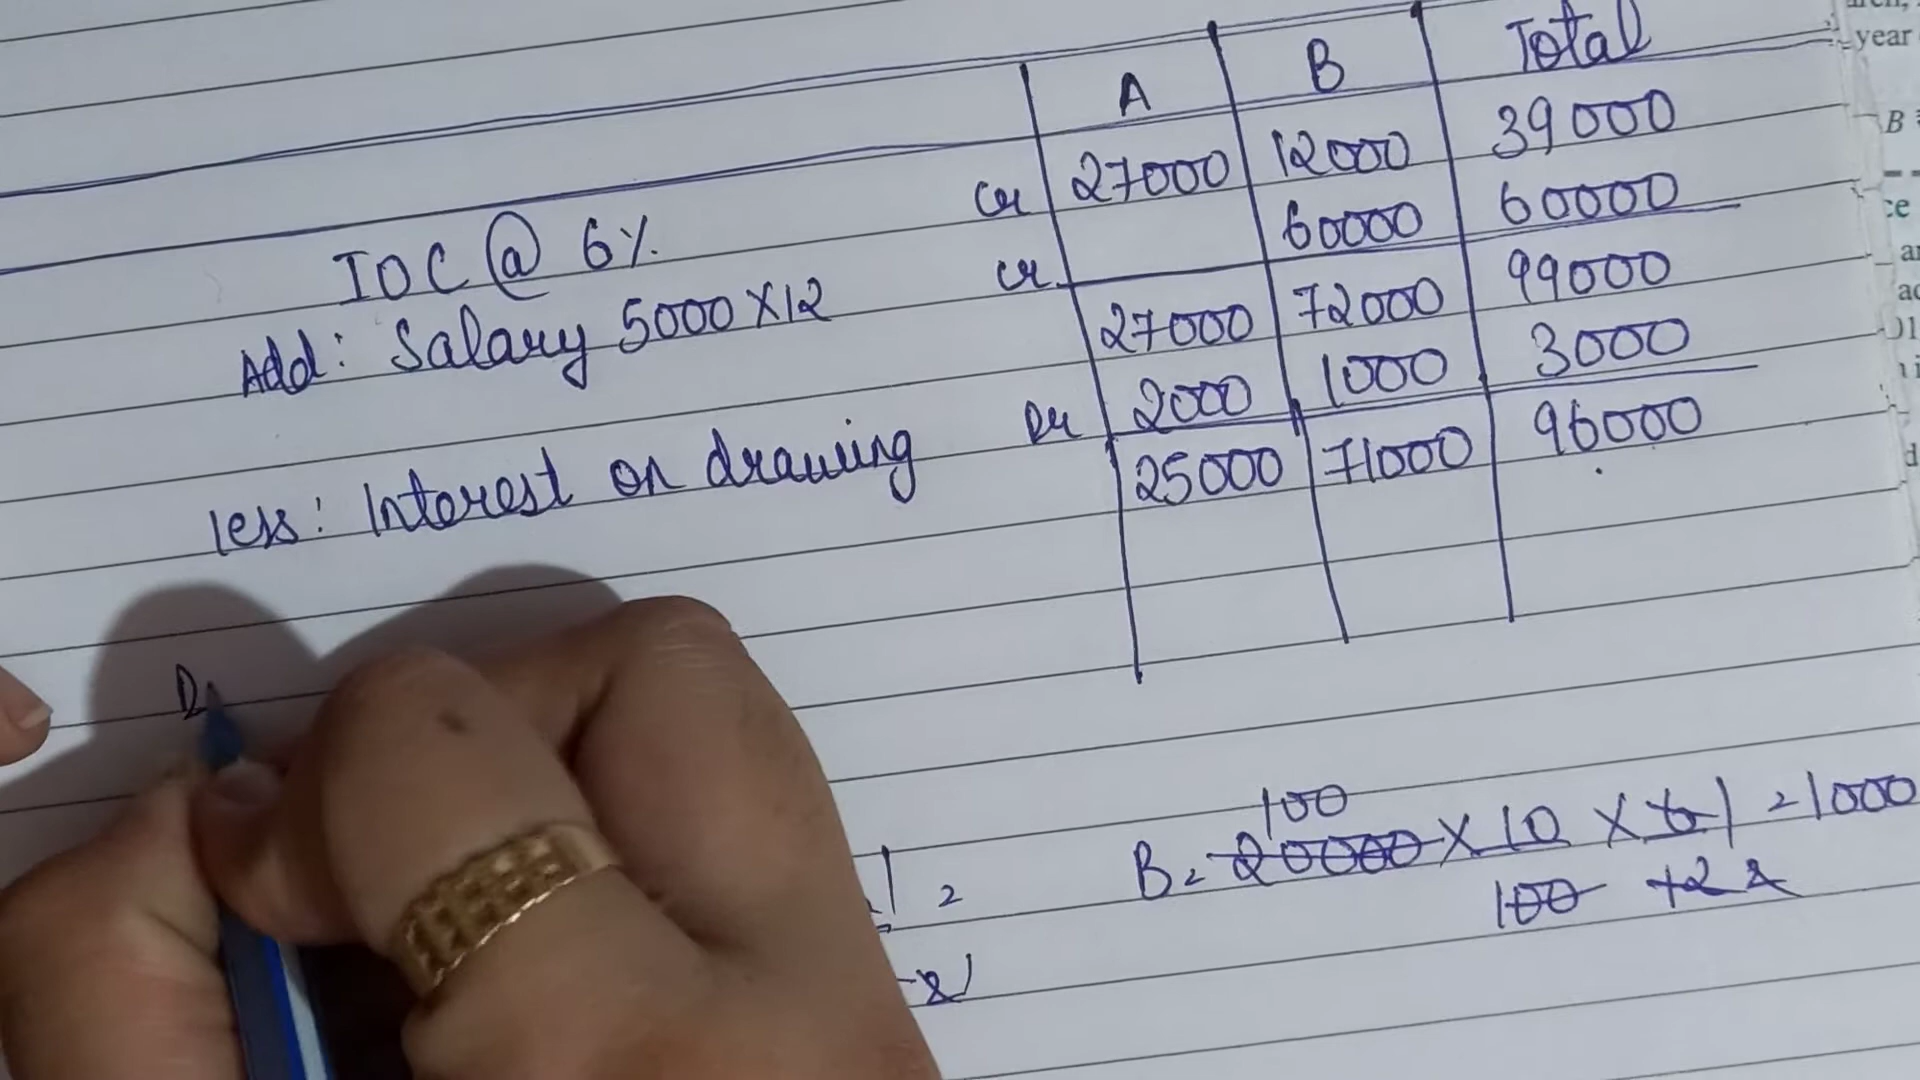 A B Total
IOC @ 6% Cr 27000 12000 39000
Add: Salary 5000 X 12 Cr 60000 60000
27000 72000 99000
less: Interest on drawing Dr 2000 1000 3000
25000 71000 96000
100
B = 20000 X 10 X 6 1 = 1000
100 12 2
year
B